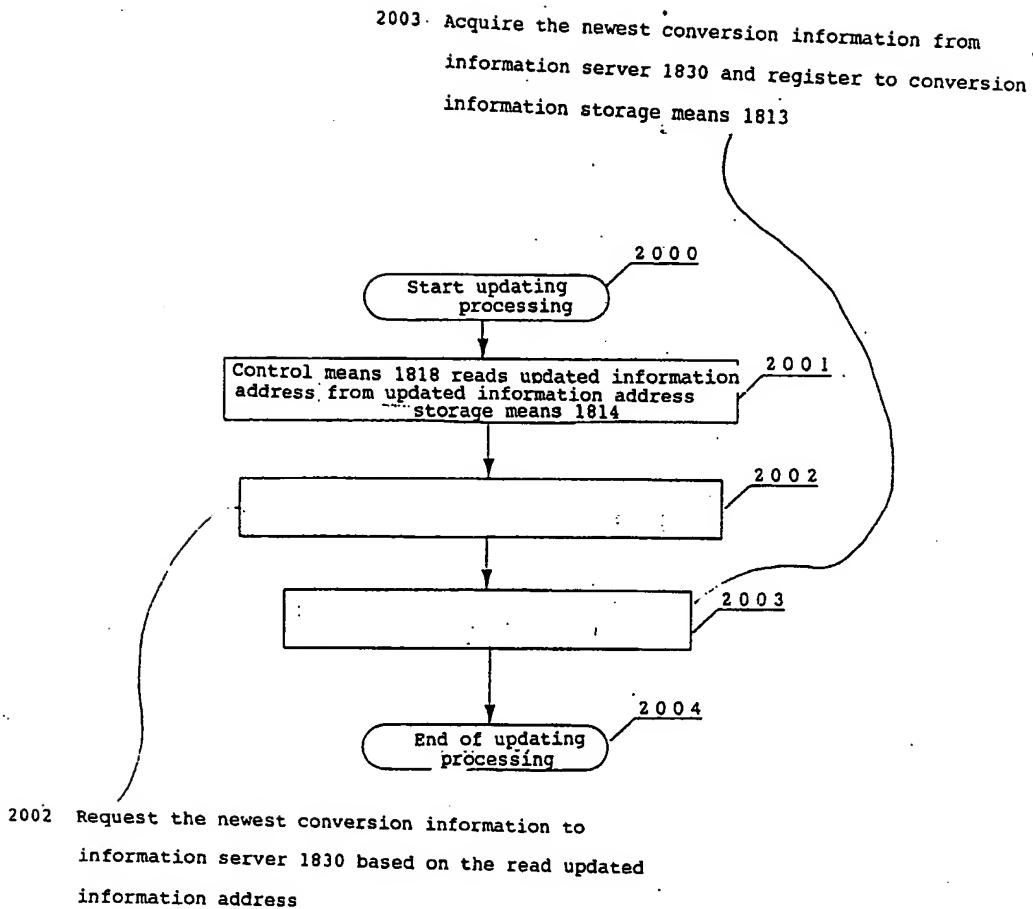 2003 Acquire the newest conversion information from
information server 1830 and register to conversion
information storage means 1813
2000
Start updating
processing
2001
Control means 1818 reads updated information
address from updated information address
storage means 1814
2002
2003
2004
End of updating
processing
2002 Request the newest conversion information to
information server 1830 based on the read updated
information address